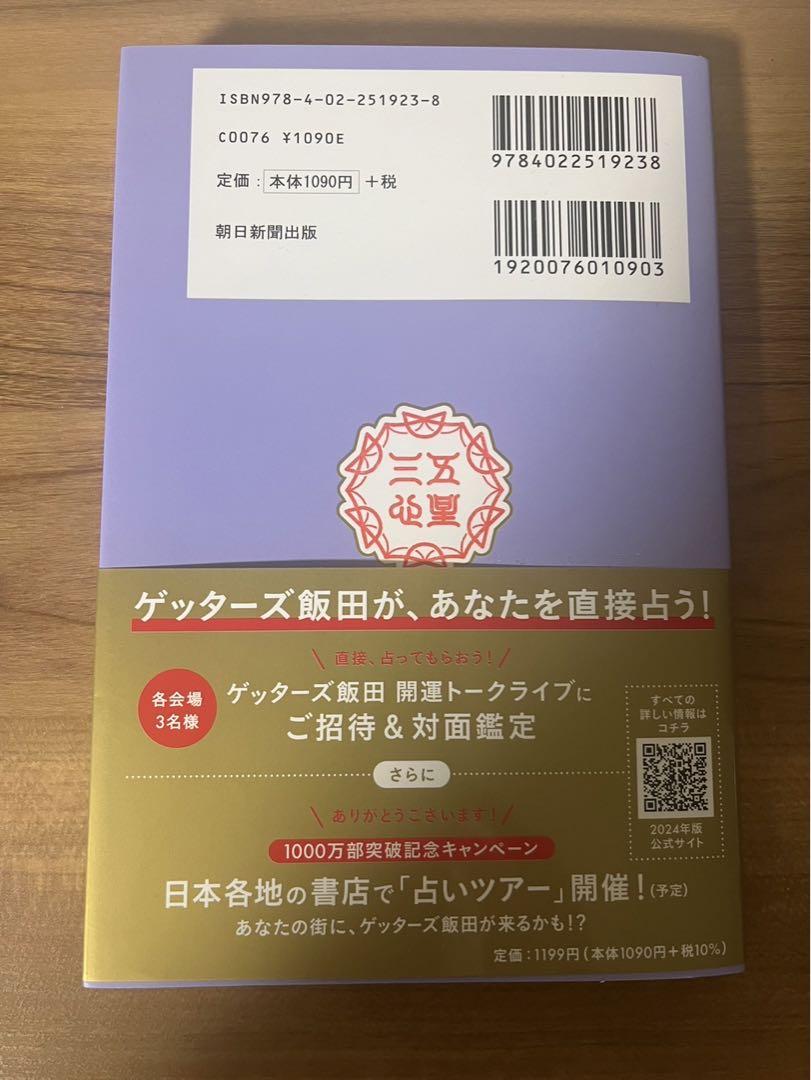 ISBN978-4-02-251923-8
C0076 ¥1090E
定価：本体1090円＋税
朝日新聞出版
9784022519238
1920076010903
三五
心星
ゲッターズ飯田が、あなたを直接占う!
直接、占ってもらおう!
各会場
3名様
ゲッターズ飯田 開運トークライブに
ご招待＆対面鑑定
すべての
詳しい情報は
コチラ
2024年版
公式サイト
さらに
ありがとうございます!
1000万部突破記念キャンペーン
日本各地の書店で「占いツアー」開催!(予定)
あなたの街に、ゲッターズ飯田が来るかも!?
定価：1199円(本体1090円＋税10%)